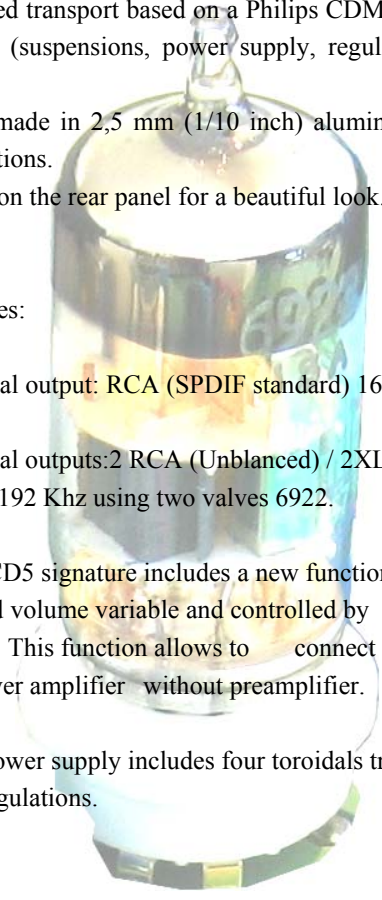 ed transport based on a Philips CDM
(suspensions, power supply, regul
made in 2,5 mm (1/10 inch) alumin
tions.
on the rear panel for a beautiful look.
es:
al output: RCA (SPDIF standard) 16
al outputs:2 RCA (Unblanced) / 2XL
192 Khz using two valves 6922.
CD5 signature includes a new function
d volume variable and controlled by
This function allows to connect
ver amplifier without preamplifier.
ower supply includes four toroidals tr
gulations.